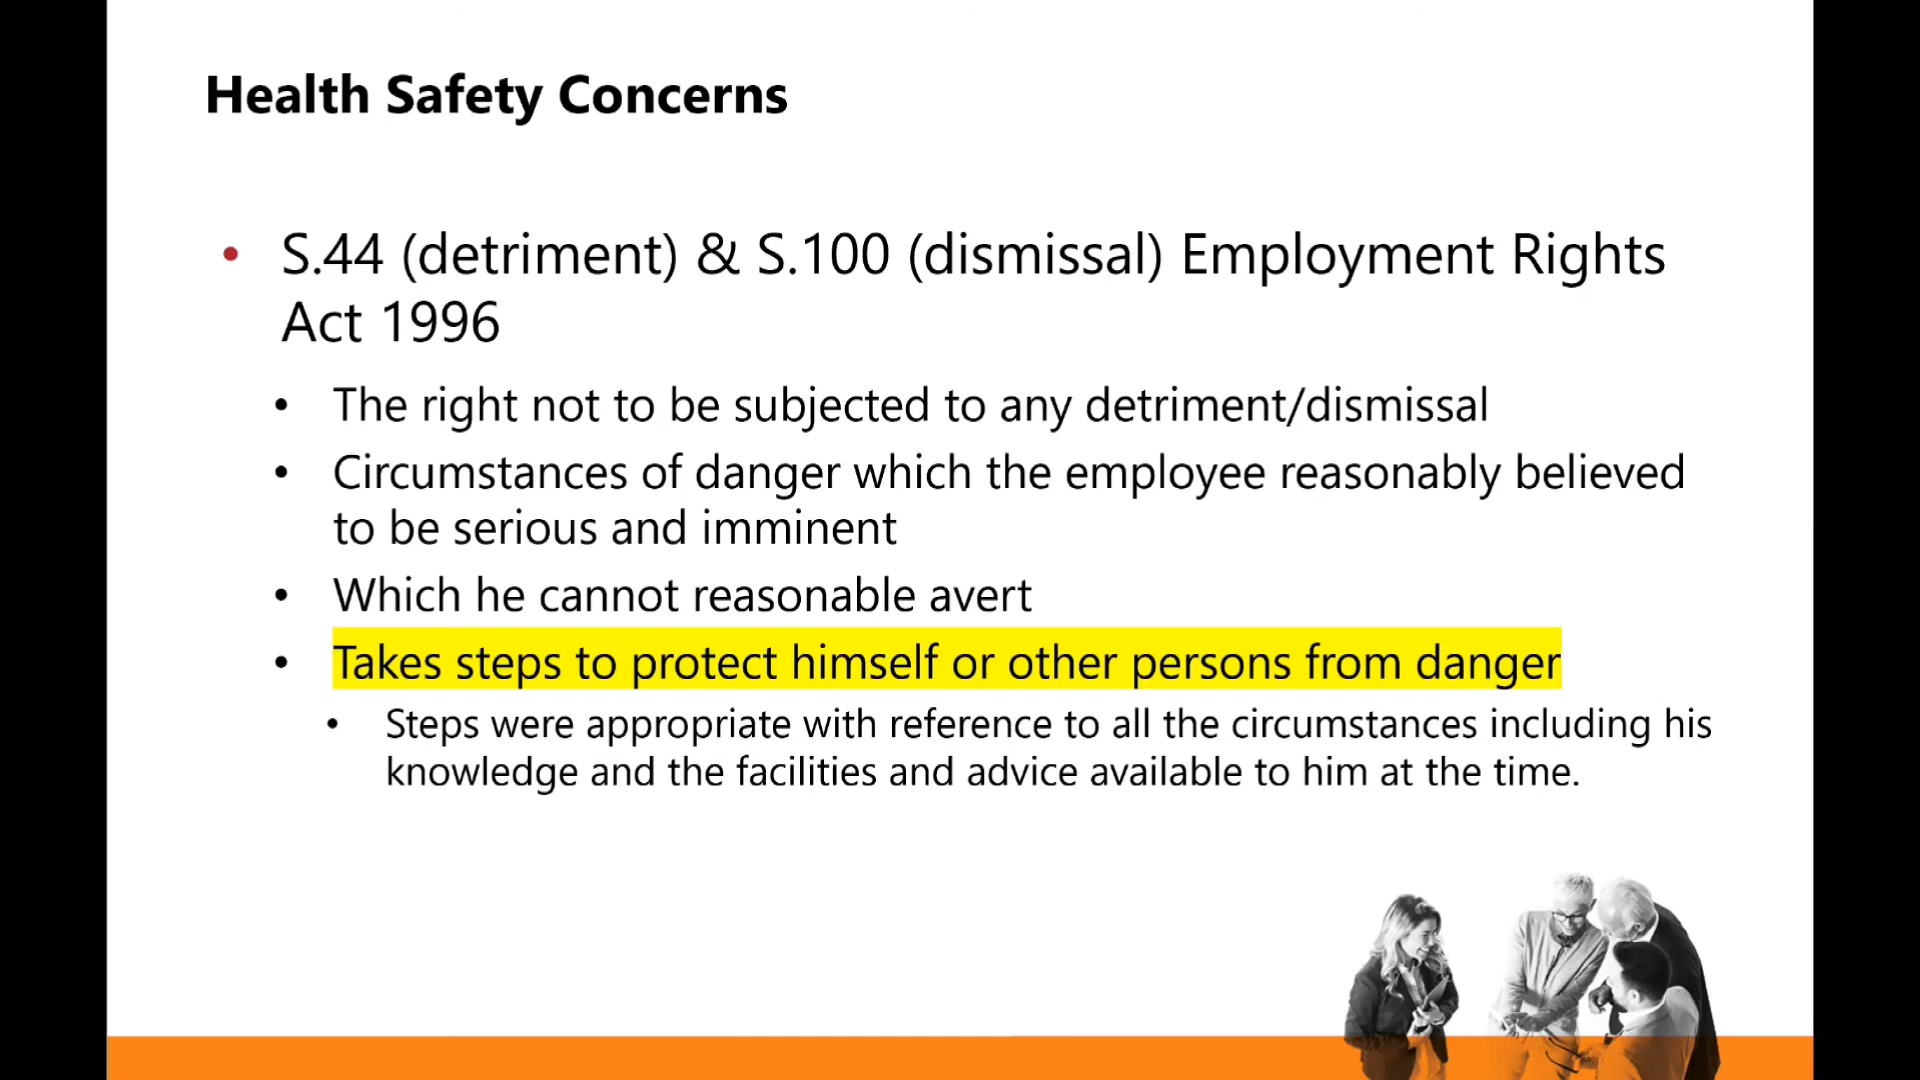 Health Safety Concerns
• S.44 (detriment) & S.100 (dismissal) Employment Rights
Act 1996
• The right not to be subjected to any detriment/dismissal
• Circumstances of danger which the employee reasonably believed
to be serious and imminent
• Which he cannot reasonable avert
• Takes steps to protect himself or other persons from danger
• Steps were appropriate with reference to all the circumstances including his
knowledge and the facilities and advice available to him at the time.